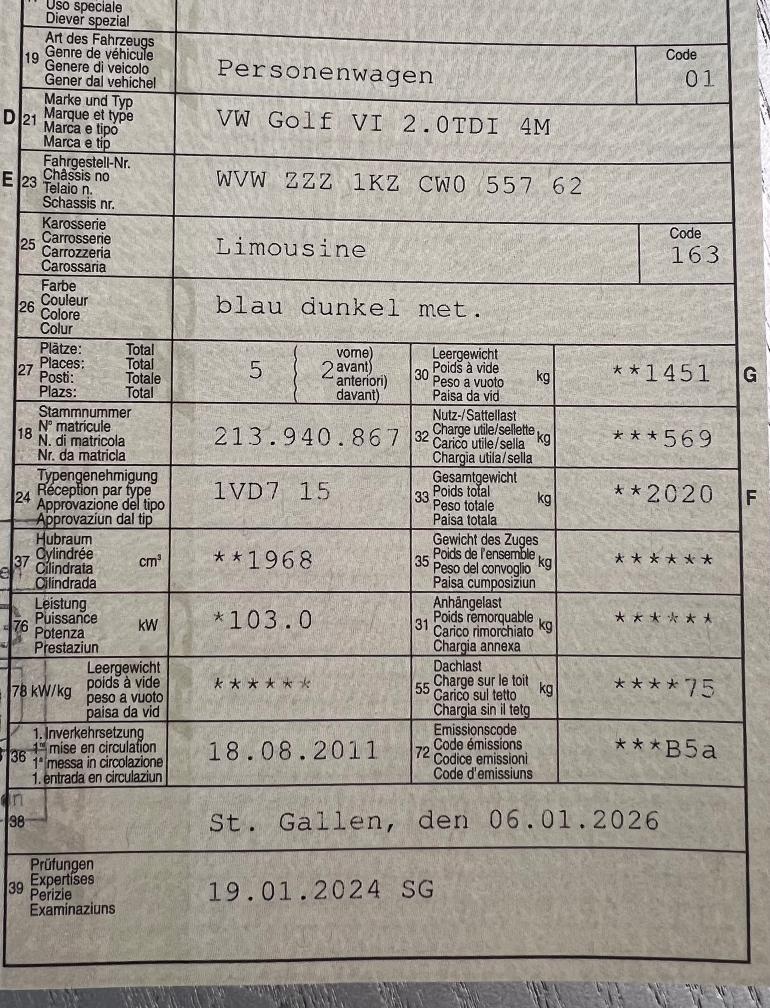 Uso speciale
Diever spezial
19 Art des Fahrzeugs
Genre de véhicule
Genere di veicolo
Gener dal vehichel
Personenwagen
Code
01
D 21 Marke und Typ
Marque et type
Marca e tipo
Marca e tip
VW Golf VI 2.0TDI 4M
E 23 Fahrgestell-Nr.
Châssis no
Telaio n.
Schassis nr.
WVW ZZZ 1KZ CW0 557 62
25 Karosserie
Carrosserie
Carrozzeria
Carossaria
Limousine
Code
163
26 Farbe
Couleur
Colore
Colur
blau dunkel met.
27 Plätze: Total
Places: Total
Posti: Totale
Plazs: Total
5 ( 2 vorne)
avant)
anteriori)
davant)
30 Leergewicht
Poids à vide
Peso a vuoto
Paisa da vid
kg
**1451 G
18 Stammnummer
N° matricule
N. di matricola
Nr. da matricla
213.940.867
32 Nutz-/Sattellast
Charge utile/sellette
Carico utile/sella
Chargia utila/sella
kg
***569
24 Typengenehmigung
Réception par type
Approvazione del tipo
Approvaziun dal tip
1VD7 15
33 Gesamtgewicht
Poids total
Peso totale
Paisa totala
kg
**2020 F
37 Hubraum
Cylindrée
Cilindrata
Cilindrada
cm³
**1968
35 Gewicht des Zuges
Poids de l'ensemble
Peso del convoglio
Paisa cumposiziun
kg
******
76 Leistung
Puissance
Potenza
Prestaziun
kW
*103.0
31 Anhängelast
Poids remorquable
Carico rimorchiato
Chargia annexa
kg
******
78 kW/kg Leergewicht
poids à vide
peso a vuoto
paisa da vid
******
55 Dachlast
Charge sur le toit
Carico sul tetto
Chargia sin il tetg
kg
****75
36 1. Inverkehrsetzung
1re mise en circulation
1a messa in circolazione
1. entrada en circulaziun
18.08.2011
72 Emissionscode
Code émissions
Codice emissioni
Code d'emissiuns
***B5a
38
St. Gallen, den 06.01.2026
39 Prüfungen
Expertises
Perizie
Examinaziuns
19.01.2024 SG